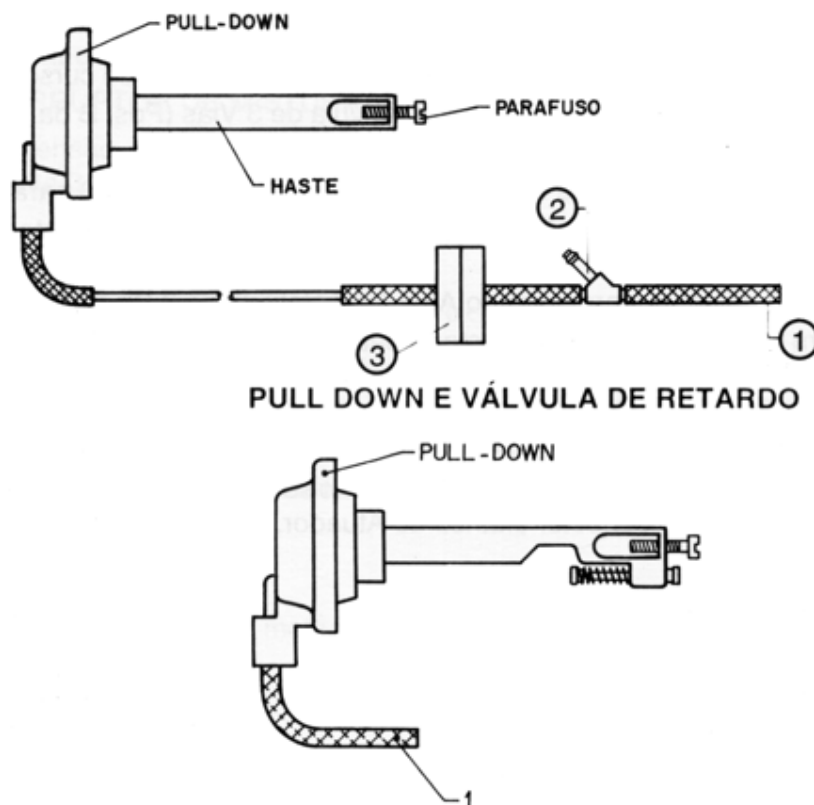 PULL-DOWN
PARAFUSO
HASTE
2
3
1
PULL DOWN E VÁLVULA DE RETARDO
PULL-DOWN
1